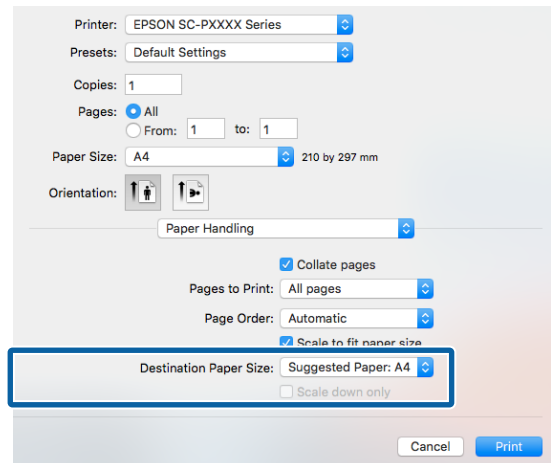 Printer: EPSON SC-PXXXX Series
Presets: Default Settings
Copies: 1
Pages: All
From: 1 to: 1
Paper Size: A4 210 by 297 mm
Orientation:
Paper Handling
Collate pages
Pages to Print: All pages
Page Order: Automatic
Scale to fit paper size
Destination Paper Size: Suggested Paper: A4
Scale down only
Cancel Print